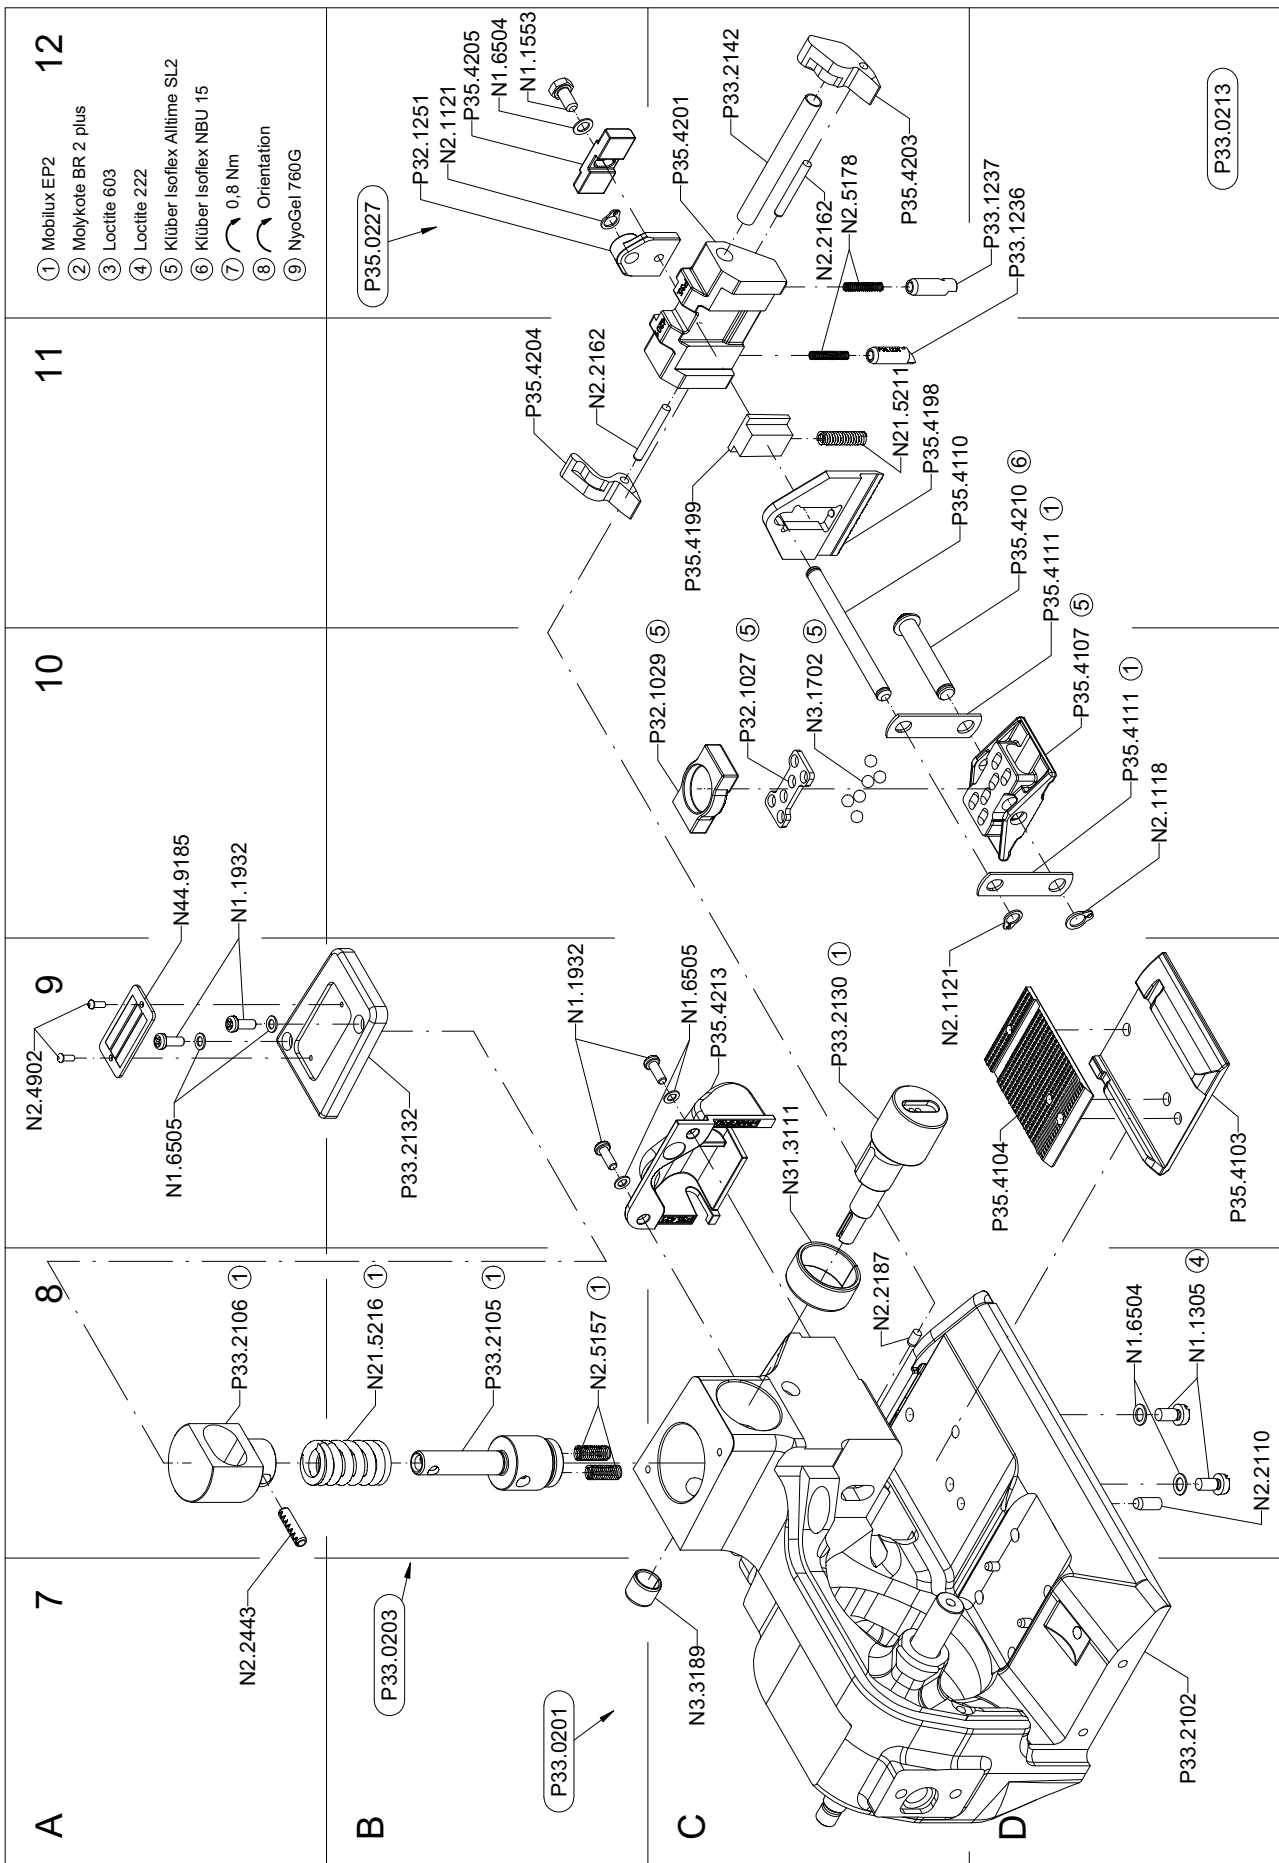 A
B
C
D
7
8
9
10
11
12
① Mobilux EP2
② Molykote BR 2 plus
③ Loctite 603
④ Loctite 222
⑤ Klüber Isoflex Alltime SL2
⑥ Klüber Isoflex NBU 15
⑦ 0,8 Nm
⑧ Orientation
⑨ NyoGel 760G
N2.2443
P33.2106 ①
N21.5216 ①
P33.2105 ①
N2.5157 ①
P33.0203
P33.0201
N3.3189
P33.2102
N2.4902
N1.6505
P33.2132
N44.9185
N1.1932
N1.1932
N1.6505
P35.4213
N31.3111
P33.2130 ①
N2.2187
P35.4104
P35.4103
N1.6504
N1.1305 ④
N2.2110
P32.1029 ⑤
P32.1027 ⑤
N3.1702 ⑤
N2.1121
N2.1118
P35.4111 ①
P35.4107 ⑤
P35.4111 ①
P35.4210 ⑥
P35.4110
P35.4198
N21.5211
P35.4199
P35.4204
N2.2162
P35.0227
P32.1251
N2.1121
P35.4205
N1.6504
N1.1553
P35.4201
P33.2142
P35.4203
N2.2162
N2.5178
P33.1237
P33.1236
P33.0213